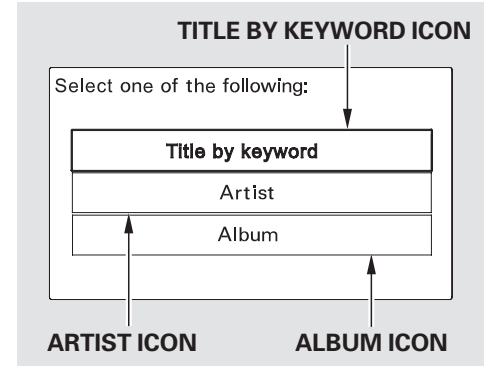 TITLE BY KEYWORD ICON
Select one of the following:
Title by keyword
Artist
Album
ARTIST ICON
ALBUM ICON